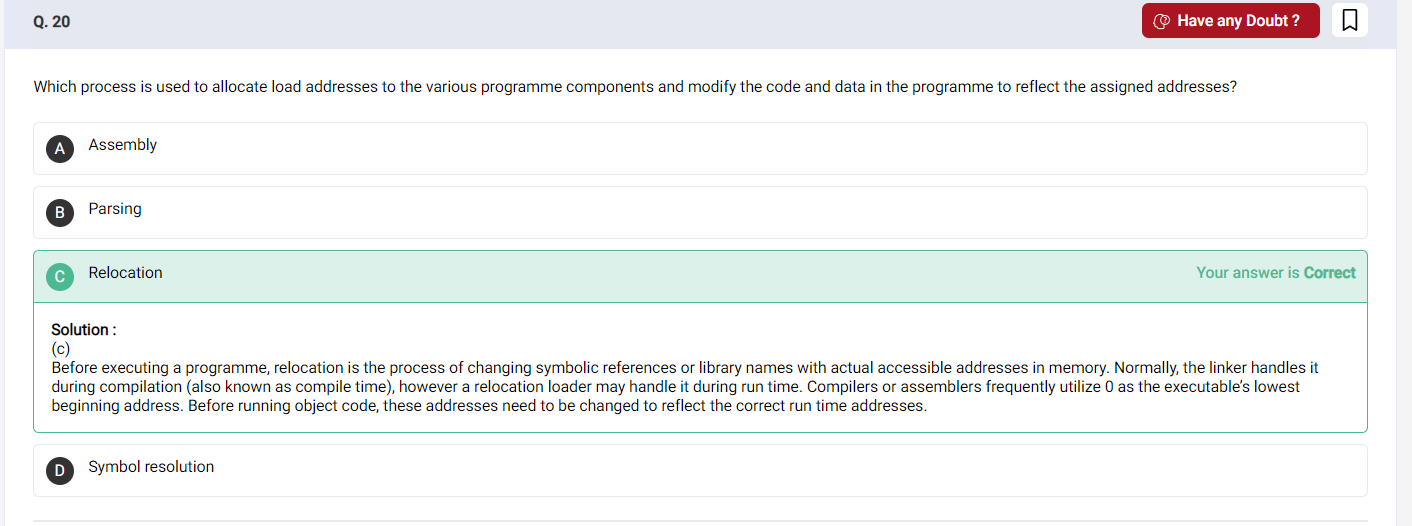 Q. 20
Have any Doubt ?
Which process is used to allocate load addresses to the various programme components and modify the code and data in the programme to reflect the assigned addresses?
A Assembly
B Parsing
C Relocation Your answer is Correct
Solution :
(c)
Before executing a programme, relocation is the process of changing symbolic references or library names with actual accessible addresses in memory. Normally, the linker handles it
during compilation (also known as compile time), however a relocation loader may handle it during run time. Compilers or assemblers frequently utilize 0 as the executable's lowest
beginning address. Before running object code, these addresses need to be changed to reflect the correct run time addresses.
D Symbol resolution